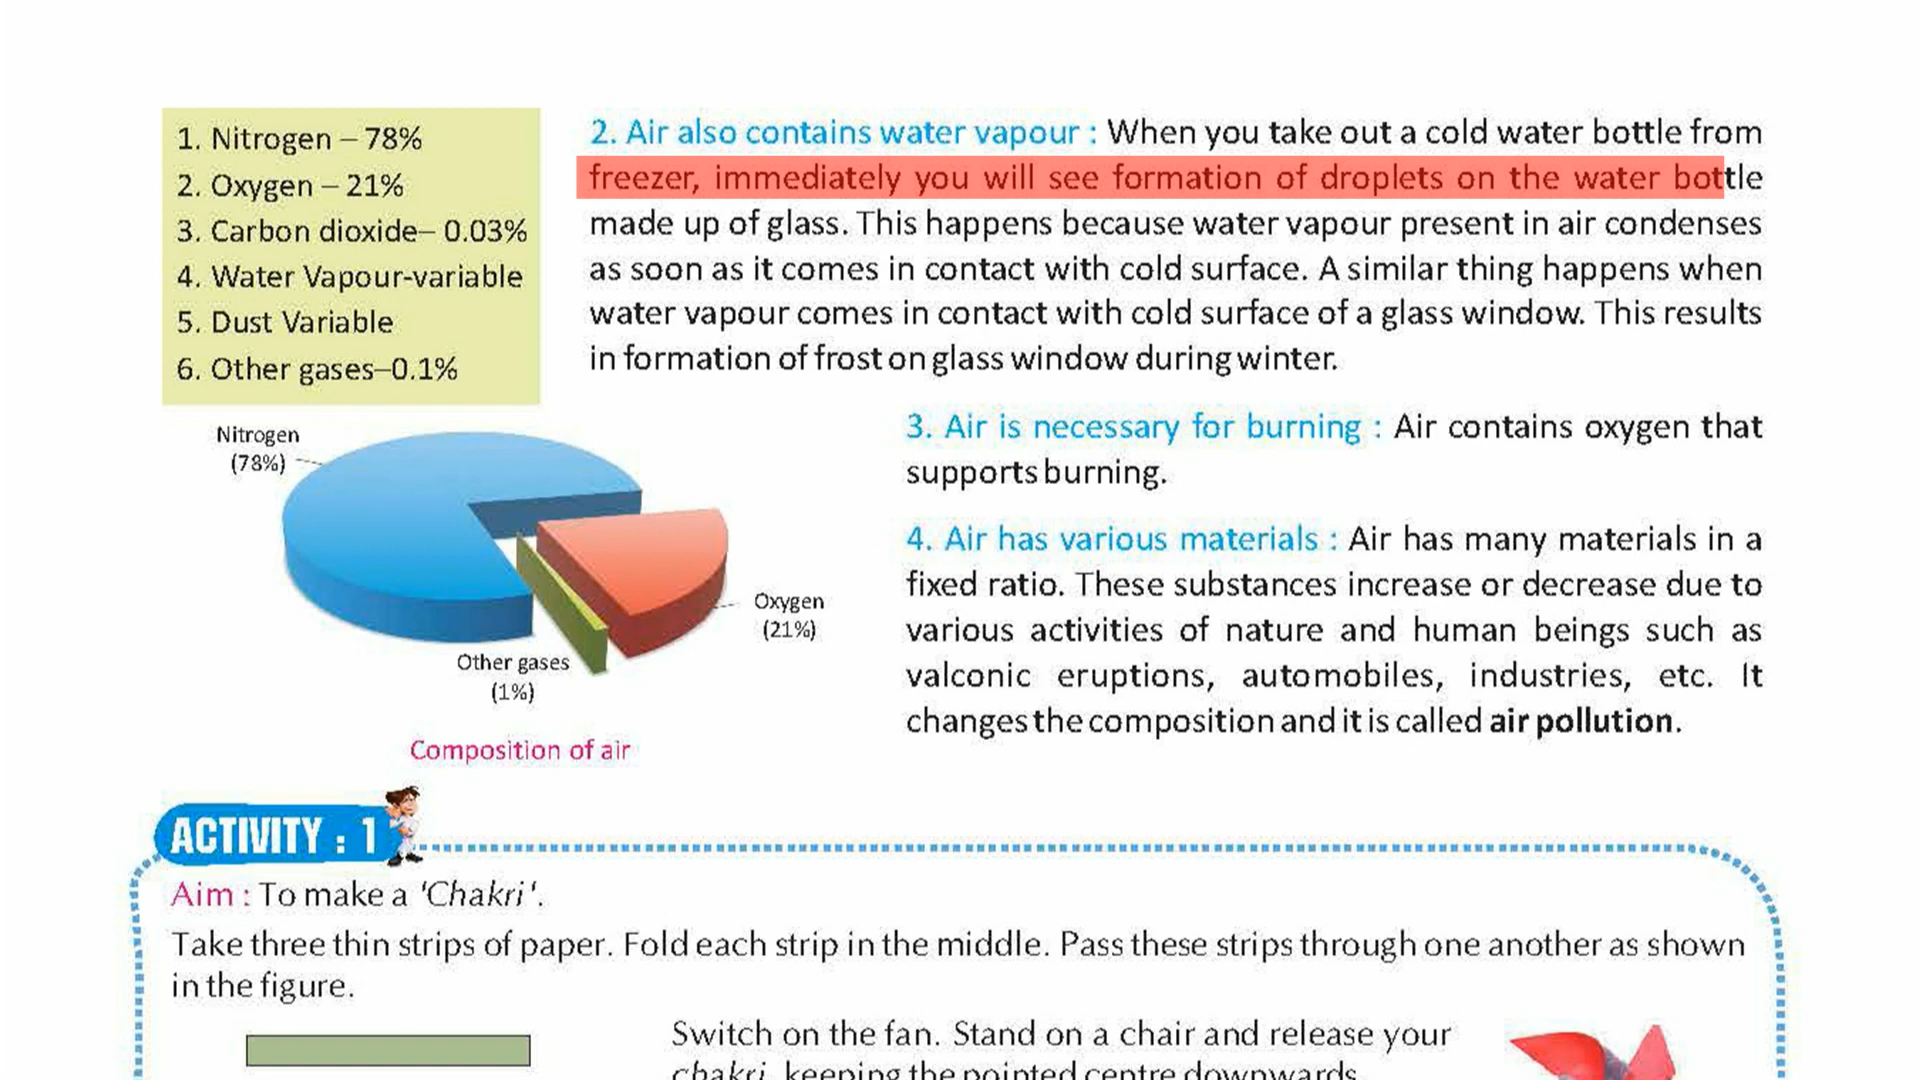 1. Nitrogen – 78%
2. Oxygen – 21%
3. Carbon dioxide– 0.03%
4. Water Vapour-variable
5. Dust Variable
6. Other gases–0.1%
2. Air also contains water vapour : When you take out a cold water bottle from
freezer, immediately you will see formation of droplets on the water bottle
made up of glass. This happens because water vapour present in air condenses
as soon as it comes in contact with cold surface. A similar thing happens when
water vapour comes in contact with cold surface of a glass window. This results
in formation of frost on glass window during winter.
Nitrogen
(78%)
Oxygen
(21%)
Other gases
(1%)
Composition of air
3. Air is necessary for burning : Air contains oxygen that
supports burning.
4. Air has various materials : Air has many materials in a
fixed ratio. These substances increase or decrease due to
various activities of nature and human beings such as
valconic eruptions, automobiles, industries, etc. It
changes the composition and it is called air pollution.
ACTIVITY : 1
Aim : To make a 'Chakri'.
Take three thin strips of paper. Fold each strip in the middle. Pass these strips through one another as shown
in the figure.
Switch on the fan. Stand on a chair and release your
chakri, keeping the pointed centre downwards.